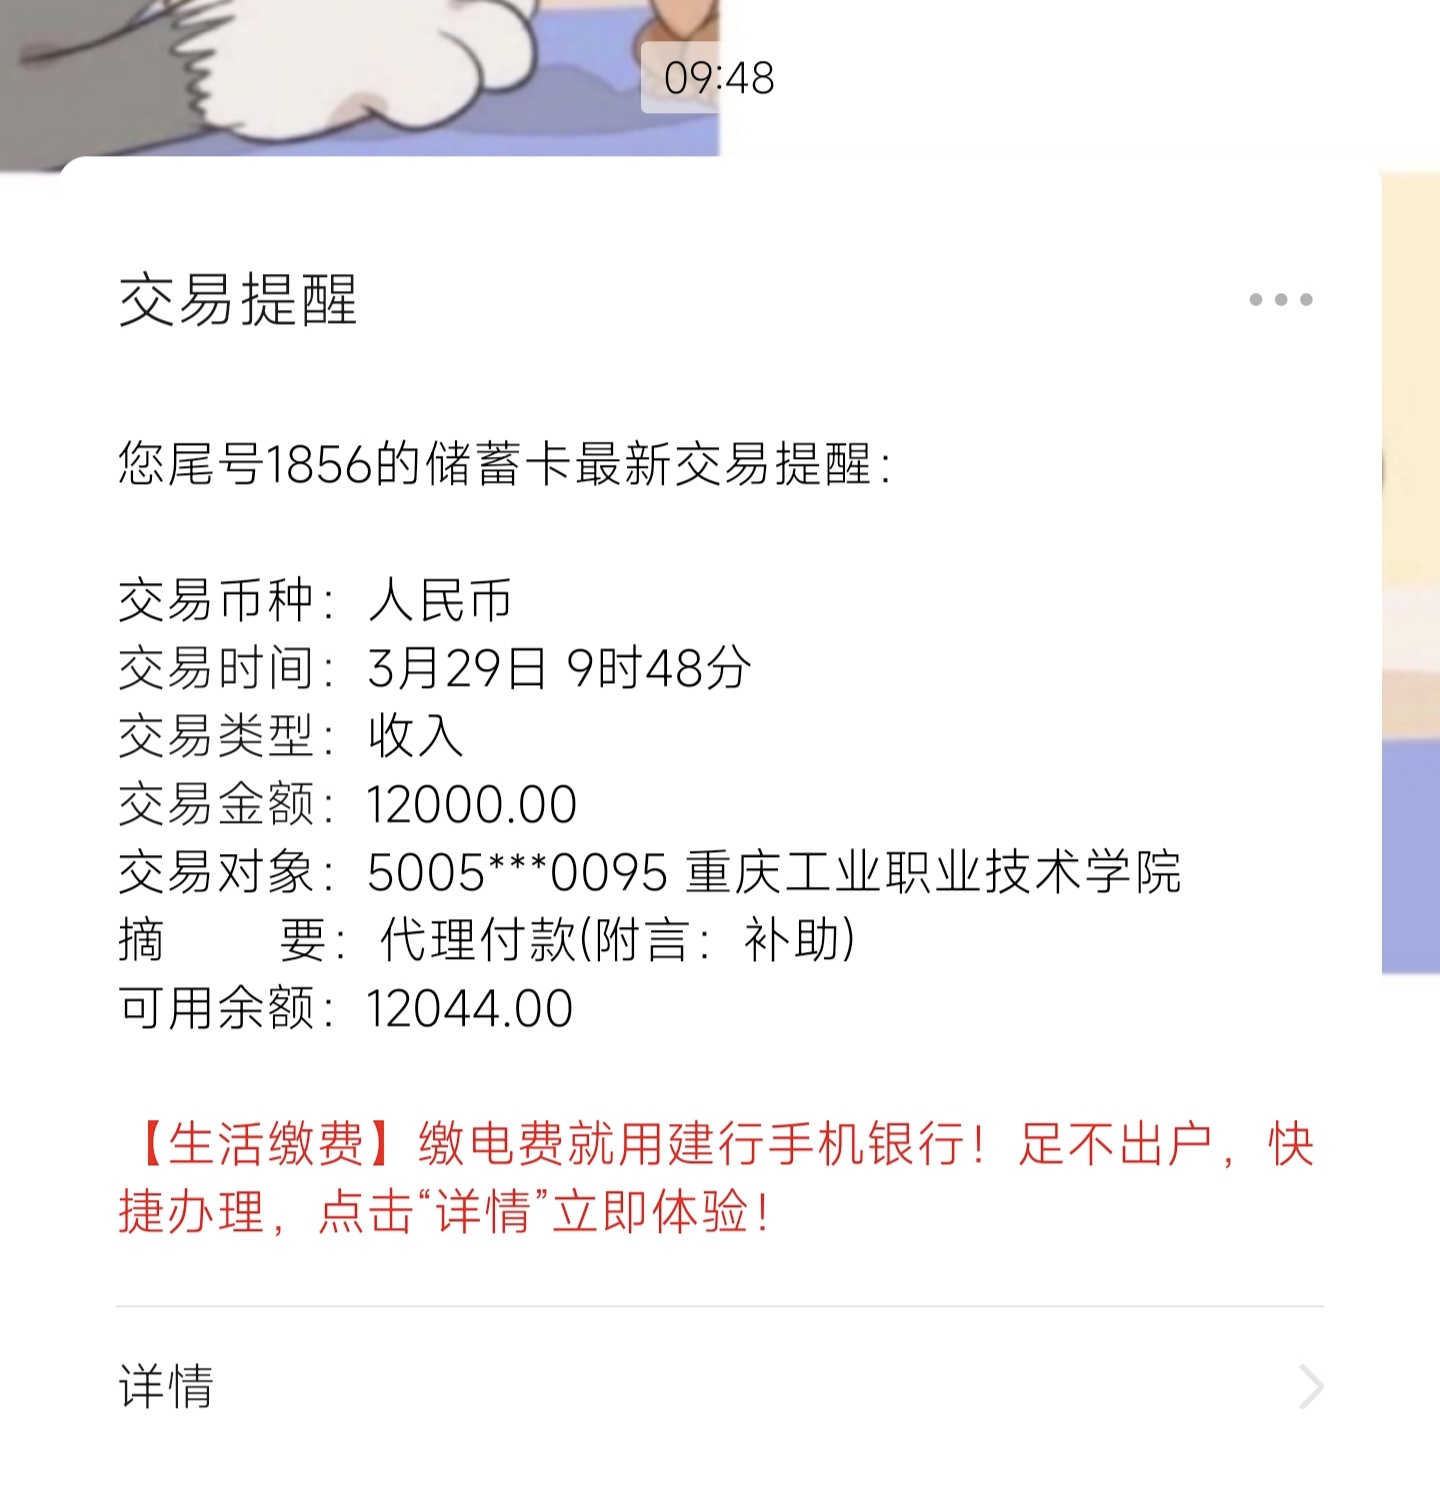 09:48
交易提醒
您尾号1856的储蓄卡最新交易提醒：
交易币种：人民币
交易时间：3月29日 9时48分
交易类型：收入
交易金额：12000.00
交易对象：5005***0095 重庆工业职业技术学院
摘　　要：代理付款(附言：补助)
可用余额：12044.00
【生活缴费】缴电费就用建行手机银行！足不出户，快
捷办理，点击“详情”立即体验！
详情